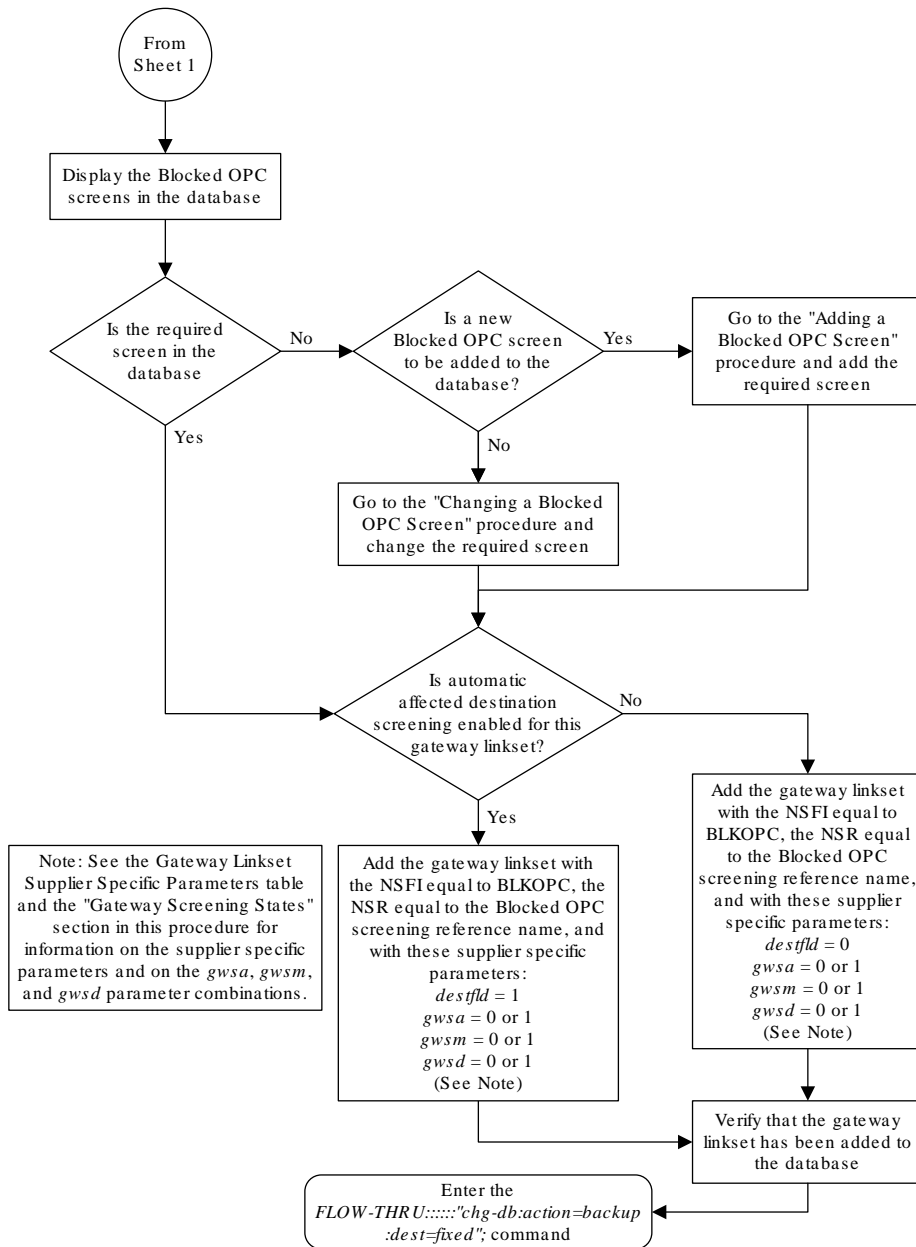 From
Sheet 1
Display the Blocked OPC
screens in the database
Is the required
screen in the
database
No
Is a new
Blocked OPC screen
to be added to the
database?
Yes
Go to the "Adding a
Blocked OPC Screen"
procedure and add the
required screen
Yes
No
Go to the "Changing a Blocked
OPC Screen" procedure and
change the required screen
Is automatic
affected destination
screening enabled for this
gateway linkset?
No
Yes
Note: See the Gateway Linkset
Supplier Specific Parameters table
and the "Gateway Screening States"
section in this procedure for
information on the supplier specific
parameters and on the gwsa, gwsm,
and gwsd parameter combinations.
Add the gateway linkset with
the NSFI equal to BLKOPC, the
NSR equal to the Blocked OPC
screening reference name, and
with these supplier specific
parameters:
destfld = 1
gwsa = 0 or 1
gwsm = 0 or 1
gwsd = 0 or 1
(See Note)
Add the gateway linkset
with the NSFI equal to
BLKOPC, the NSR equal
to the Blocked OPC
screening reference name,
and with these supplier
specific parameters:
destfld = 0
gwsa = 0 or 1
gwsm = 0 or 1
gwsd = 0 or 1
(See Note)
Verify that the gateway
linkset has been added to
the database
Enter the
FLOW-THRU::::::"chg-db:action=backup
:dest=fixed"; command